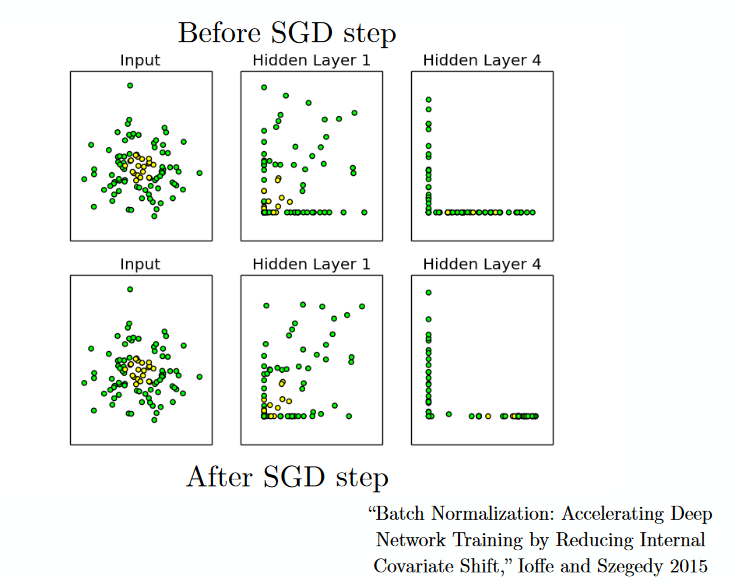 Before SGD step
Input
Hidden Layer 1
Hidden Layer 4
Input
Hidden Layer 1
Hidden Layer 4
After SGD step
“Batch Normalization: Accelerating Deep
Network Training by Reducing Internal
Covariate Shift,” Ioffe and Szegedy 2015